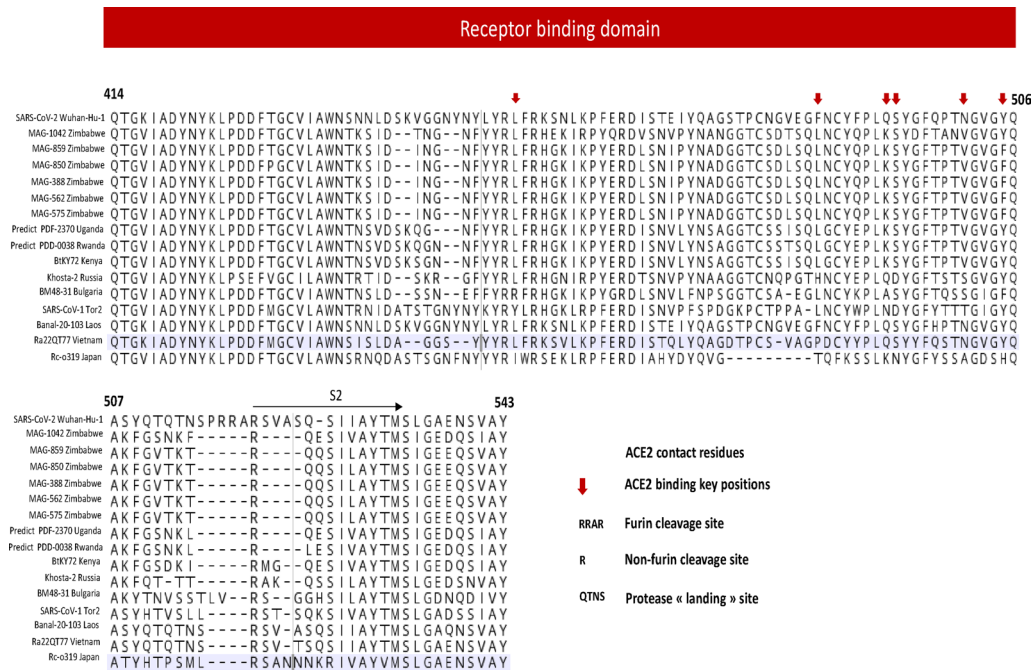 Receptor binding domain
414 506
SARS-CoV-2 Wuhan-Hu-1 QTGKIADYNYKLPDDFTGCVIAWNSNNLDSKVGGNYNYLYRLFRKSNLKPFERDISTEIYQAGSTPCNGVEGFNCYFPLQSYGFQPTNGVGYQ
MAG-1042 Zimbabwe QTGVIADYNYKLPDDFTGCVLAWNTKSID--TNG-NFYYRLFRHEKIRPYQRDVSNVPYNANGGTCSDTSQLNCYQPLKSYDFTANVGVGYQ
MAG-859 Zimbabwe QTGVIADYNYKLPDDFTGCVLAWNTKSID--ING-NFYYRLFRHGKIKPYERDLSNIPYNADGGTCSDLSQLNCYQPLKSYGFTPTVGVGFQ
MAG-850 Zimbabwe QTGVIADYNYKLPDDFPGCVLAWNTKSID--ING-NFYYRLFRHGKIKPYERDLSNIPYNADGGTCSDISQLNCYQPLKSYGFTPTVGVGFQ
MAG-388 Zimbabwe QTGVIADYNYKLPDDFTGCVLAWNTKSID--ING-NFYYRLFRHGKIKPYERDLSNIPYNADGGTCSDLSQLNCYQPLKSYGFTPTVGVGFQ
MAG-562 Zimbabwe QTGVIADYNYKLPDDFTGCVLAWNTKSID--ING-NFYYRLFRHGKIKPYERDLSNIPYNADGGTCSDLSQLNCYQPLKSYGFTPTVGVGFQ
MAG-575 Zimbabwe QTGVIADYNYKLPDDFTGCVLAWNTKSID--ING-NFYYRLFRHGKIKPYERDLSNIPYNADGGTCSDLSQLNCYQPLKSYGFTPTVGVGFQ
Predict PDF-2370 Uganda QTGVIADYNYKLPDDFTGCVLAWNTNSVDSKQG--NFYYRLFRHGKIKPYERDLSNVLYNSAGGTCSSISQLGCYEPLKSYGFTPTVGVGYQ
Predict PDD-0038 Rwanda QTGVIADYNYKLPDDFTGCVLAWNTNSVDSKQGN-NFYYRLFRHGKIKPYERDLSNVLYNSAGGTCSSTSQLGCYEPLKSYGFTPTVGVGYQ
BtKY72 Kenya QTGVIADYNYKLPDDFTGCVLAWNTNSVDSKSGN-NFYYRLFRHGKIKPYERDLSNVLYNSAGGTCSSISQLGCYEPLKSYGFTPTVGVGYQ
Khosta-2 Russia QTGVIADYNYKLPSEFVGCILAWNTRTID-SKR-GFYYRLFRHGNIRPYERDTSNVPYNAAGGTCNQPGTHNCYEPLQDYGFTSTSGVGYQ
BM48-31 Bulgaria QTGVIADYNYKLPDDFTGCVLAWNTNSLD-SSN-EFFYRRFRHGKIKPYGRDLSNVLFNPSGGTCSA-EGLNCYKPLASYGFTQSSGIGFQ
SARS-CoV-1 Tor2 QTGVIADYNYKLPDDFMGCVLAWNTRNIDATSTGNYNYKYRYLRHGKLRPFERDISNVPFSPDGKPCTPPA-LNCYWPLNDYGFYTTTGIGYQ
Banal-20-103 Laos QTGVIADYNYKLPDDFTGCVIAWNSNNLDSKVGGNYNYLYRLFRKSNLKPFERDISTEIYQAGSTPCNGVEGFNCYFPLQSYGFHPTNGVGYQ
Ra22QT77 Vietnam QTGKIADYNYKLPDDFMGCVIAWNSISLDA--GGS-YYYRLFRKSVLKPFERDISTQLYQAGDTPCS-VAGPDCYYPLQSYYFQSTNGVGYQ
Rc-o319 Japan QTGVIADYNYKLPDDFTGCVIAWNSRNQDASTSGNFNYYYRIWRSEKLRPFERDIAHYDYQVG--------TQFKSSLKNYGFYSSAGDSHQ
507 S2 543
SARS-CoV-2 Wuhan-Hu-1 ASYQTQTNSPRRARSVASQ-SIIAYTMSLGAENSVAY
MAG-1042 Zimbabwe AKFGSNKF-----R----QESIVAYTMSIGEEQSIAY
MAG-859 Zimbabwe AKFGVTKT-----R----QQSILAYTMSIGEEQSVAY
MAG-850 Zimbabwe AKFGVTKT-----R----QQSILAYTMSIGEEQSVAY
MAG-388 Zimbabwe AKFGVTKT-----R----QQSILAYTMSIGEEQSVAY
MAG-562 Zimbabwe AKFGVTKT-----R----QQSILAYTMSIGEEQSVAY
MAG-575 Zimbabwe AKFGVTKT-----R----QQSILAYTMSIGEEQSVAY
Predict PDF-2370 Uganda AKFGSNKL-----R----QESIVAYTMSIGEDQSIAY
Predict PDD-0038 Rwanda AKFGSNKL-----R----LESIVAYTMSIGEDQSIAY
BtKY72 Kenya AKFGSDKI-----RMG--QESIVAYTMSIGEDQSIAY
Khosta-2 Russia AKFQT-TT-----RAK--QSSILAYTMSLGEDSNVAY
BM48-31 Bulgaria AKYTNVSSTLV--RS--GGHSILAYTMSLGDNQDIVY
SARS-CoV-1 Tor2 ASYHTVSLL----RST-SQKSIVAYTMSLGADSSIAY
Banal-20-103 Laos ASYQTQTNS----RSV-ASQSIIAYTMSLGAQNSVAY
Ra22QT77 Vietnam ASYQTQTNS----RSV-TSQSIIAYTMSLGAENSVAY
Rc-o319 Japan ATYHTPSML----RSANNNKRIVAYVMSLGAENSVAY
ACE2 contact residues
ACE2 binding key positions
RRAR Furin cleavage site
R Non-furin cleavage site
QTNS Protease « landing » site